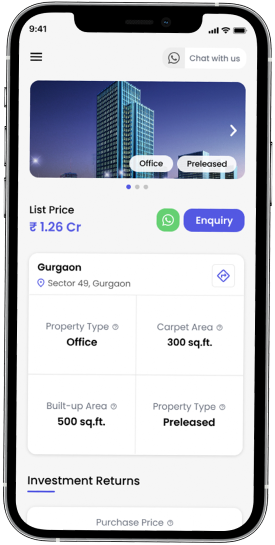 9:41
Chat with us
Office
Preleased
List Price
₹ 1.26 Cr
Enquiry
Gurgaon
Sector 49, Gurgaon
Property Type
Carpet Area
Office
300 sq.ft.
Built-up Area
Property Type
500 sq.ft.
Preleased
Investment Returns
Purchase Price